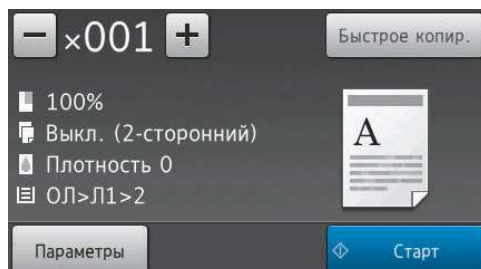 − ×001 +
Быстрое копир.
100%
Выкл. (2-сторонний)
Плотность 0
ОЛ>Л1>2
A
Параметры
Старт